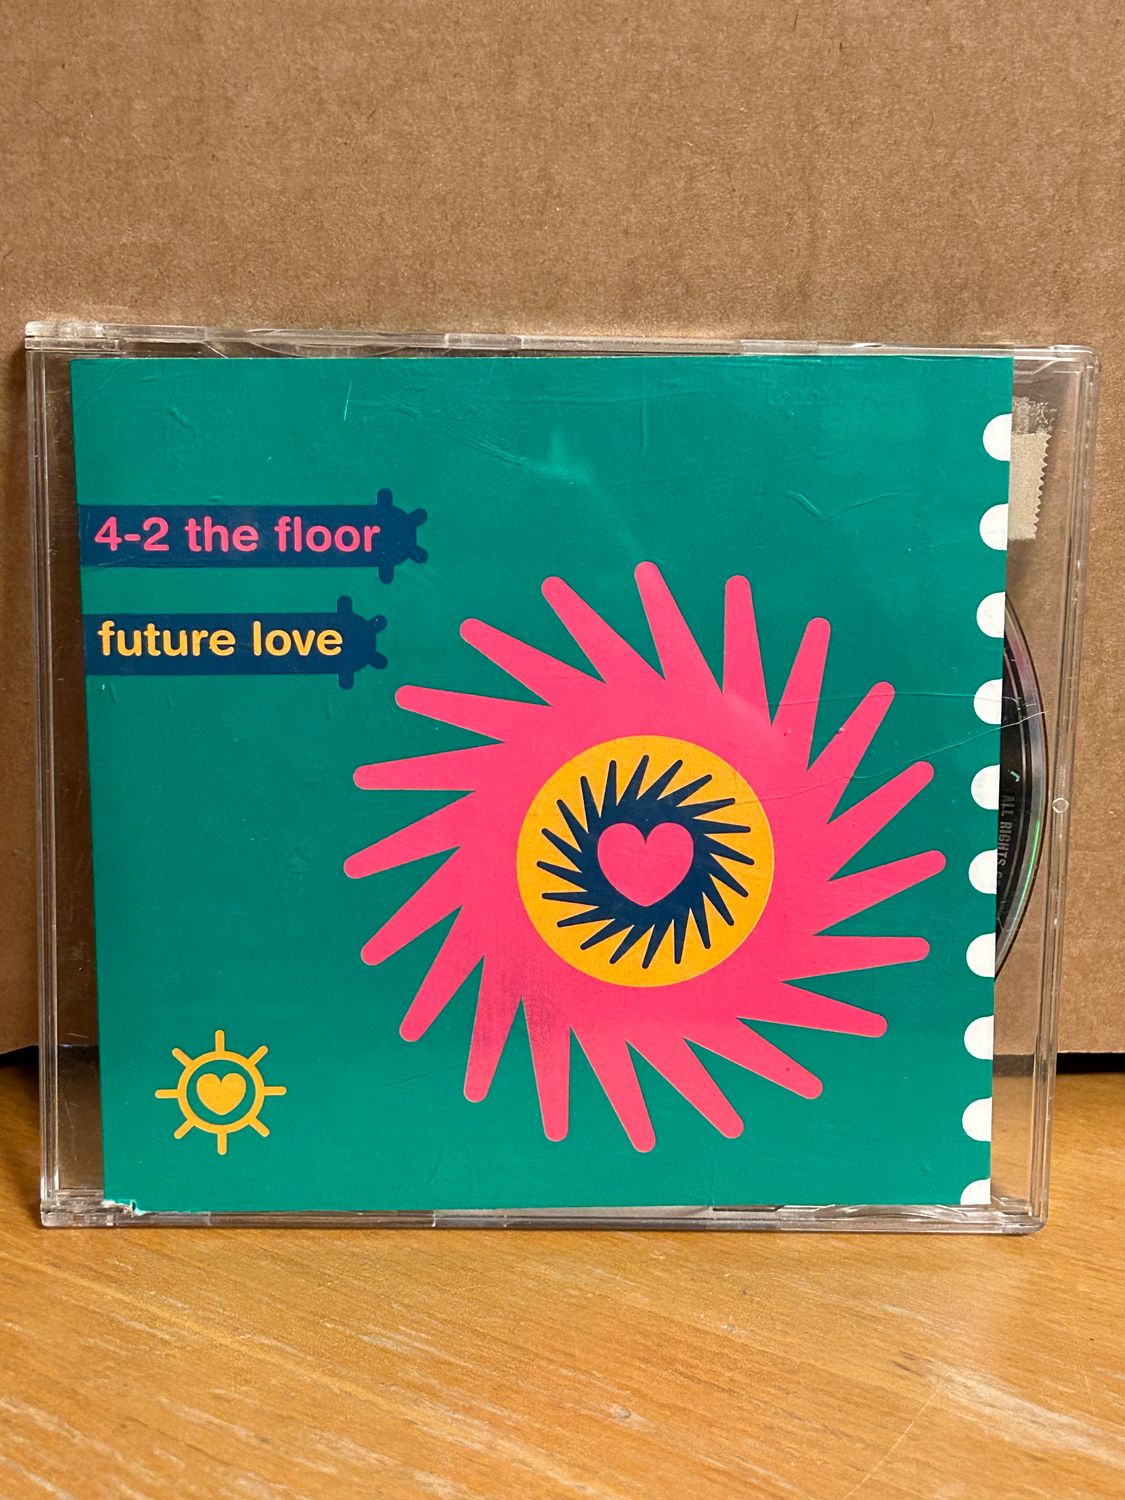 4-2 the floor
future love
ALL RIGHTS